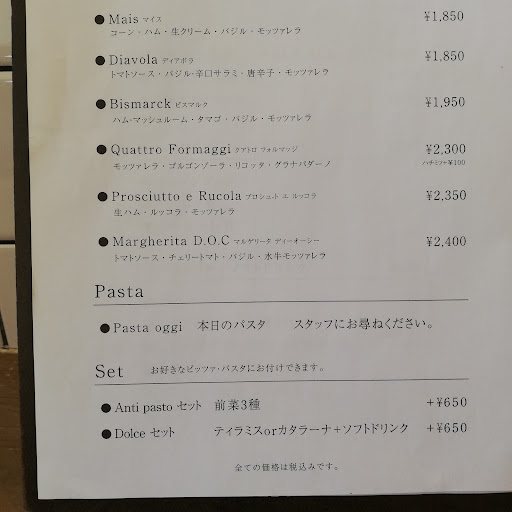 ● Mais マイス ¥1,850
コーン・ハム・生クリーム・バジル・モッツァレラ
● Diavola ディアボラ ¥1,850
トマトソース・バジル・辛口サラミ・唐辛子・モッツァレラ
● Bismarck ビスマルク ¥1,950
ハム・マッシュルーム・タマゴ・バジル・モッツァレラ
● Quattro Formaggi クアトロ フォルマッジ ¥2,300
モッツァレラ・ゴルゴンゾーラ・リコッタ・グラナパダーノ ハチミツ+¥100
● Prosciutto e Rucola プロシュート エ ルッコラ ¥2,350
生ハム・ルッコラ・モッツァレラ
● Margherita D.O.C マルゲリータ ディーオーシー ¥2,400
トマトソース・チェリートマト・バジル・水牛モッツァレラ
Pasta
● Pasta oggi 本日のパスタ スタッフにお尋ねください。
Set お好きなピッツァ・パスタにお付けできます。
● Anti pasto セット 前菜3種 +¥650
● Dolce セット ティラミスorカタラーナ+ソフトドリンク +¥650
全ての価格は税込みです。